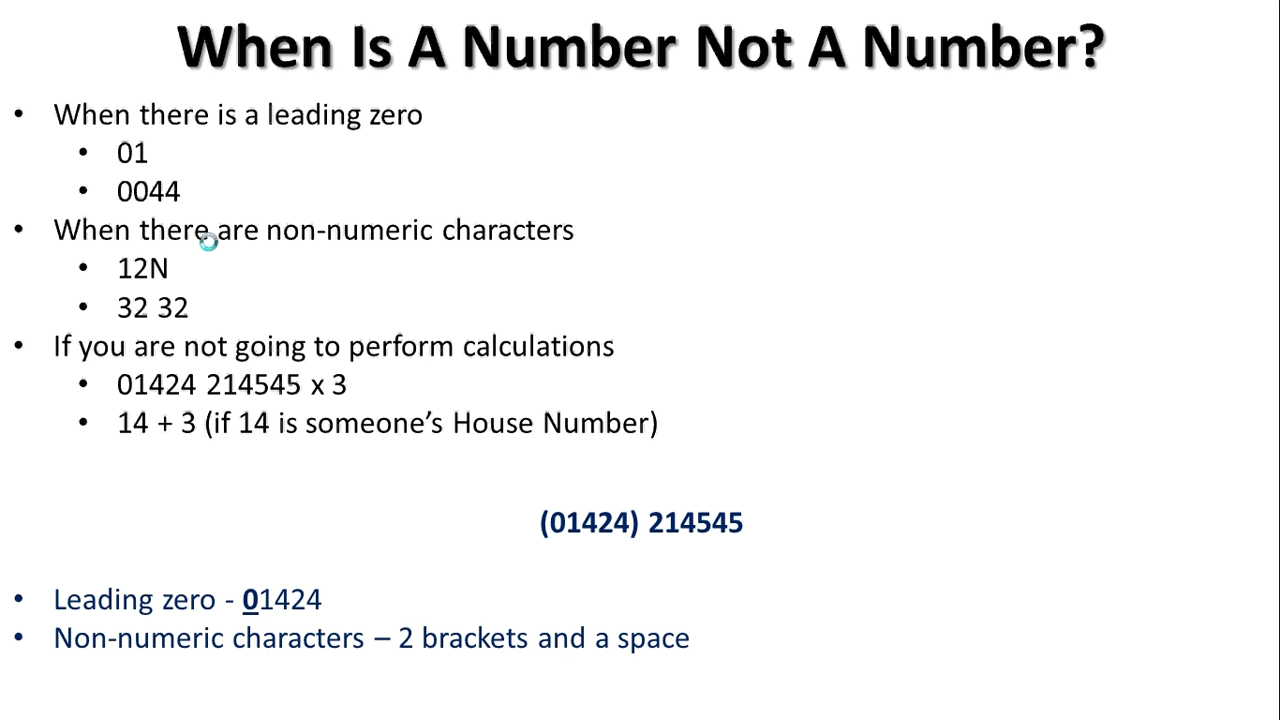 When Is A Number Not A Number?
• When there is a leading zero
• 01
• 0044
• When there are non-numeric characters
• 12N
• 32 32
• If you are not going to perform calculations
• 01424 214545 x 3
• 14 + 3 (if 14 is someone’s House Number)
(01424) 214545
• Leading zero - 01424
• Non-numeric characters – 2 brackets and a space